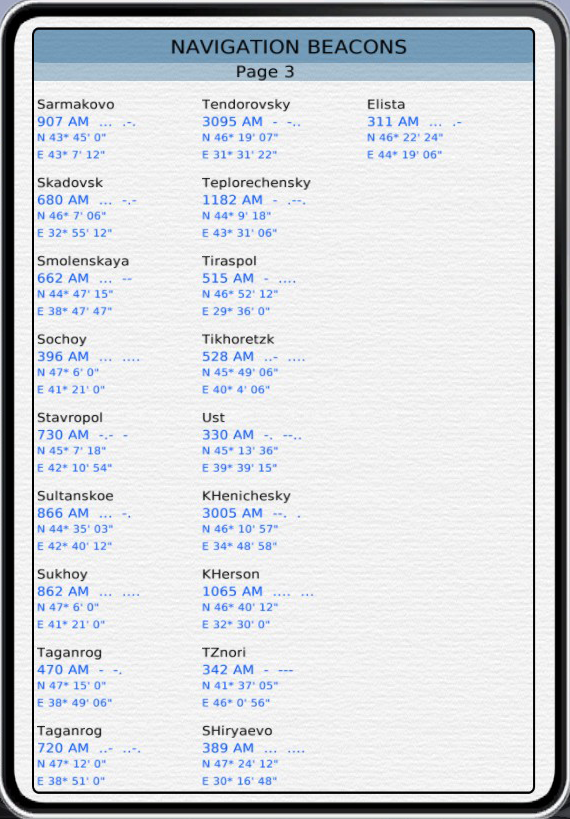 NAVIGATION BEACONS
Page 3
Sarmakovo
907 AM  ...  .-.
N 43* 45' 0"
E 43* 7' 12"
Skadovsk
680 AM  ...  -.-
N 46* 7' 06"
E 32* 55' 12"
Smolenskaya
662 AM  ...  --
N 44* 47' 15"
E 38* 47' 47"
Sochoy
396 AM  ...  ....
N 47* 6' 0"
E 41* 21' 0"
Stavropol
730 AM  -.-  -
N 45* 7' 18"
E 42* 10' 54"
Sultanskoe
866 AM  ...  -.
N 44* 35' 03"
E 42* 40' 12"
Sukhoy
862 AM  ...  ....
N 47* 6' 0"
E 41* 21' 0"
Taganrog
470 AM  -  -.
N 47* 15' 0"
E 38* 49' 06"
Taganrog
720 AM  ..-  ..-.
N 47* 12' 0"
E 38* 51' 0"
Tendorovsky
3095 AM  -  -..
N 46* 19' 07"
E 31* 31' 22"
Teplorechensky
1182 AM  -  .--.
N 44* 9' 18"
E 43* 31' 06"
Tiraspol
515 AM  -  ....
N 46* 52' 12"
E 29* 36' 0"
Tikhoretzk
528 AM  ..-  ....
N 45* 49' 06"
E 40* 4' 06"
Ust
330 AM  -.  --..
N 45* 13' 36"
E 39* 39' 15"
KHenichesky
3005 AM  --.  .
N 46* 10' 57"
E 34* 48' 58"
KHerson
1065 AM  ....  ...
N 46* 40' 12"
E 32* 30' 0"
TZnori
342 AM  -  ---
N 41* 37' 05"
E 46* 0' 56"
SHiryaevo
389 AM  ...  ....
N 47* 24' 12"
E 30* 16' 48"
Elista
311 AM  ...  .-
N 46* 22' 24"
E 44* 19' 06"